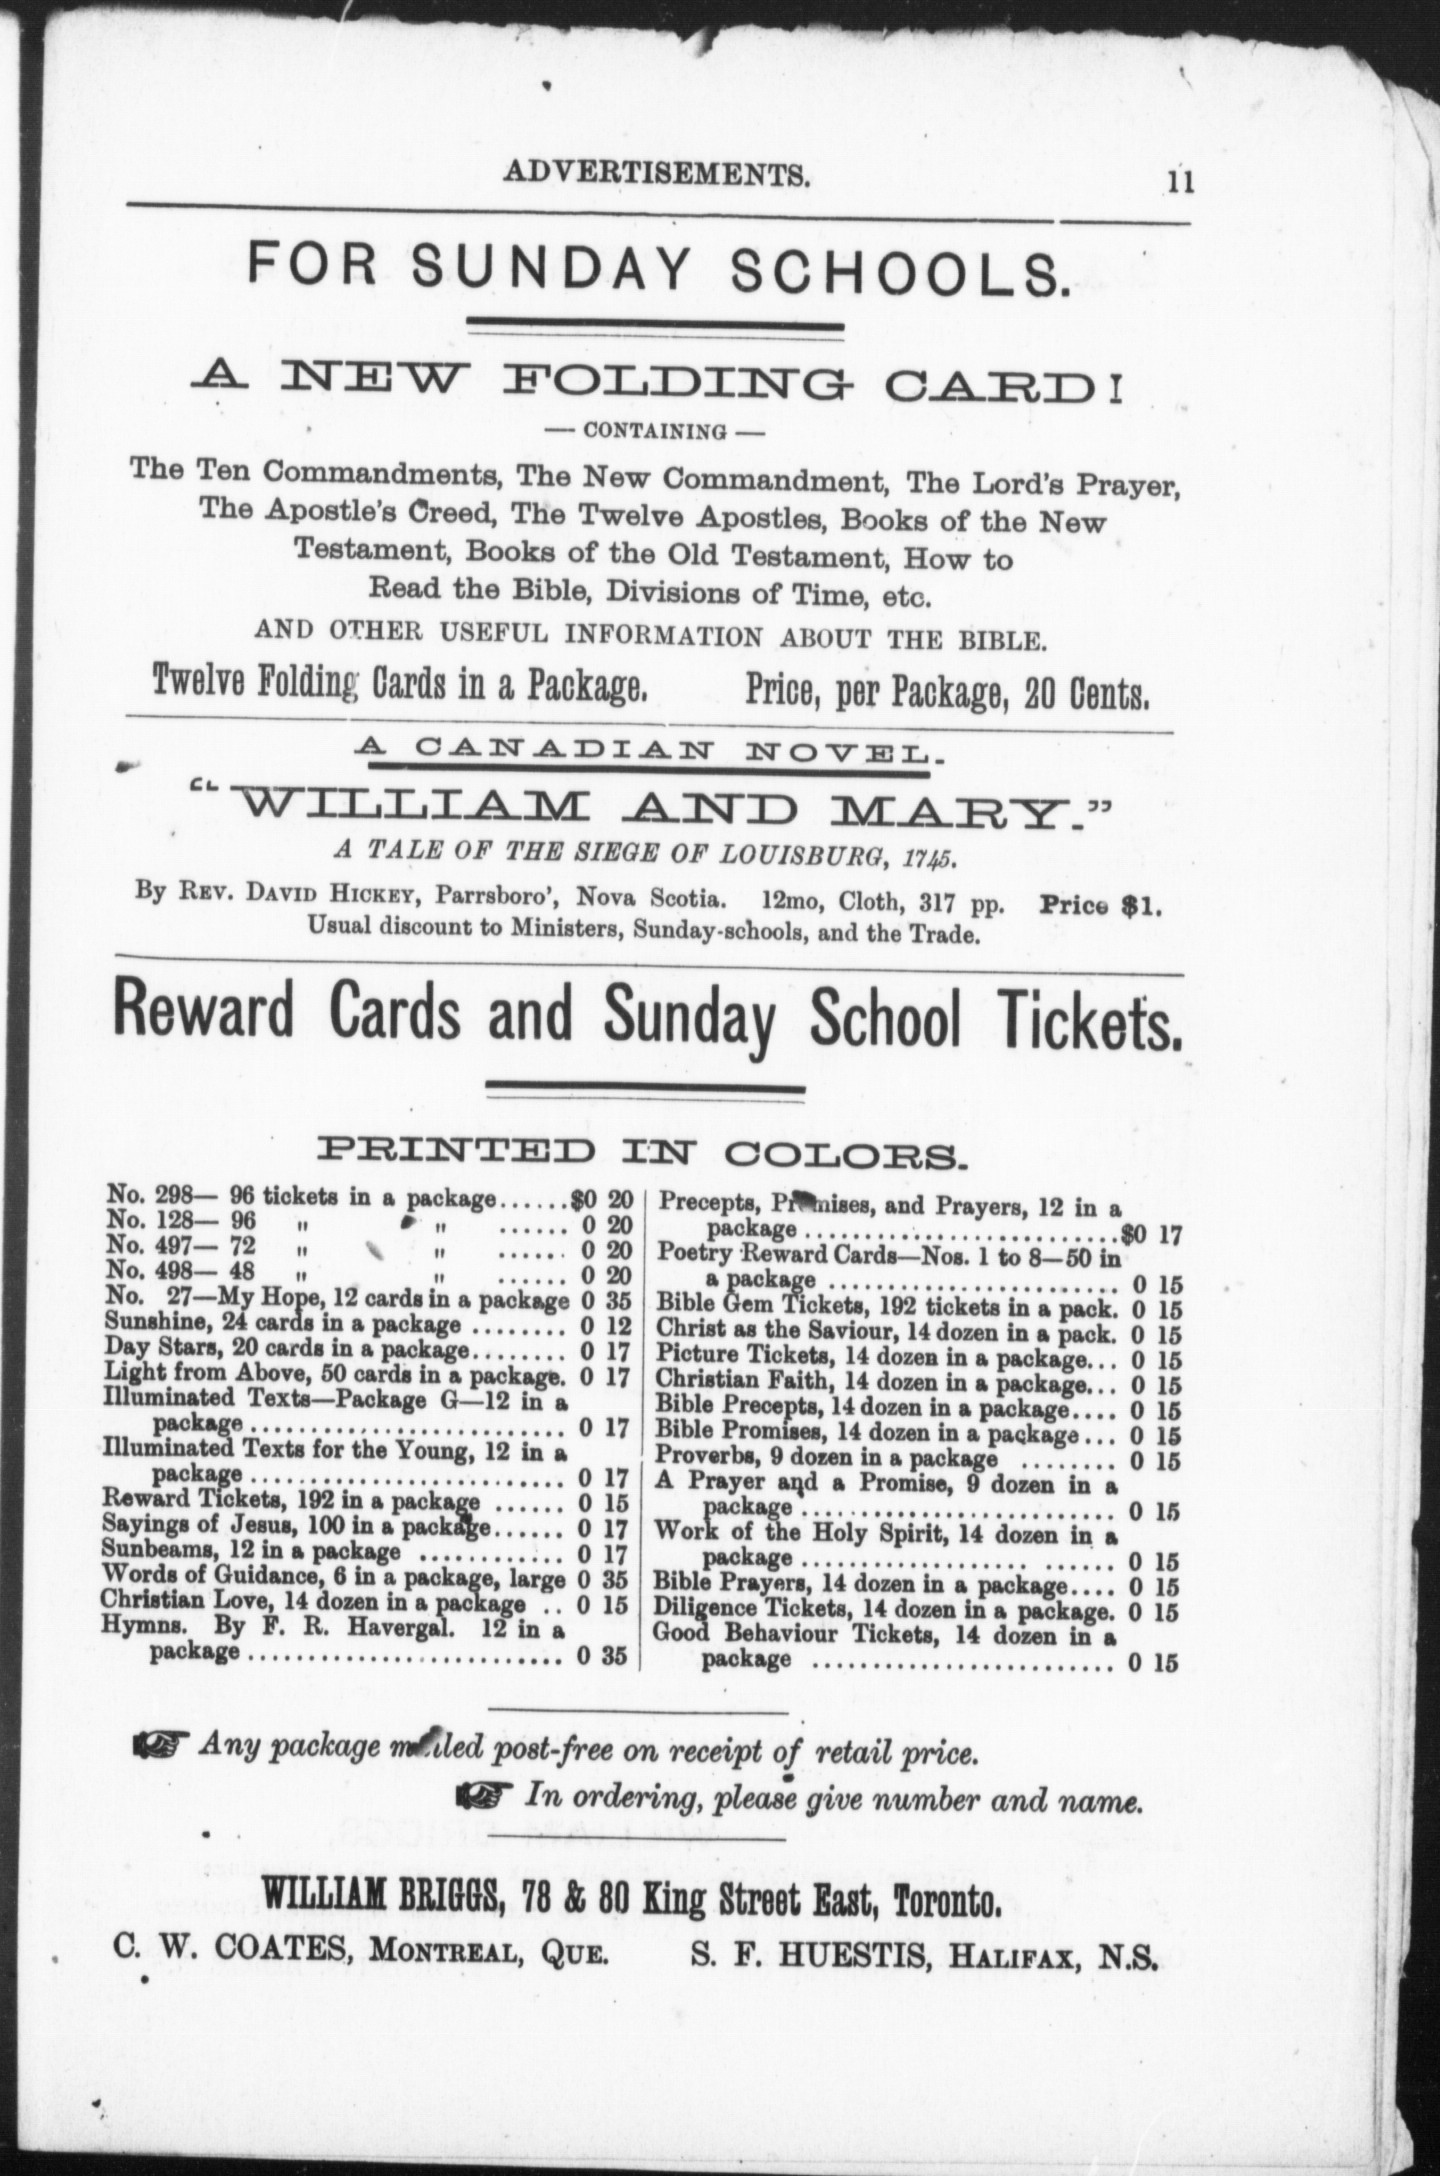 ADVERTISEMENTS. 11
FOR SUNDAY SCHOOLS.
A NEW FOLDING CARD!
— CONTAINING —
The Ten Commandments, The New Commandment, The Lord's Prayer,
The Apostle's Creed, The Twelve Apostles, Books of the New
Testament, Books of the Old Testament, How to
Read the Bible, Divisions of Time, etc.
AND OTHER USEFUL INFORMATION ABOUT THE BIBLE.
Twelve Folding Cards in a Package. Price, per Package, 20 Cents.
A CANADIAN NOVEL.
"WILLIAM AND MARY."
A TALE OF THE SIEGE OF LOUISBURG, 1745.
By REV. DAVID HICKEY, Parrsboro', Nova Scotia. 12mo, Cloth, 317 pp. Price $1.
Usual discount to Ministers, Sunday-schools, and the Trade.
Reward Cards and Sunday School Tickets.
PRINTED IN COLORS.
No. 298— 96 tickets in a package......$0 20
No. 128— 96 " " ...... 0 20
No. 497— 72 " " ...... 0 20
No. 498— 48 " " ...... 0 20
No. 27—My Hope, 12 cards in a package 0 35
Sunshine, 24 cards in a package ........ 0 12
Day Stars, 20 cards in a package........ 0 17
Light from Above, 50 cards in a package. 0 17
Illuminated Texts—Package G—12 in a
package .......................... 0 17
Illuminated Texts for the Young, 12 in a
package .......................... 0 17
Reward Tickets, 192 in a package ...... 0 15
Sayings of Jesus, 100 in a package...... 0 17
Sunbeams, 12 in a package ............ 0 17
Words of Guidance, 6 in a package, large 0 35
Christian Love, 14 dozen in a package .. 0 15
Hymns. By F. R. Havergal. 12 in a
package .......................... 0 35
Precepts, Promises, and Prayers, 12 in a
package ..........................$0 17
Poetry Reward Cards—Nos. 1 to 8—50 in
a package ........................ 0 15
Bible Gem Tickets, 192 tickets in a pack. 0 15
Christ as the Saviour, 14 dozen in a pack. 0 15
Picture Tickets, 14 dozen in a package... 0 15
Christian Faith, 14 dozen in a package... 0 15
Bible Precepts, 14 dozen in a package.... 0 15
Bible Promises, 14 dozen in a package... 0 15
Proverbs, 9 dozen in a package ........ 0 15
A Prayer and a Promise, 9 dozen in a
package .......................... 0 15
Work of the Holy Spirit, 14 dozen in a
package .......................... 0 15
Bible Prayers, 14 dozen in a package.... 0 15
Diligence Tickets, 14 dozen in a package. 0 15
Good Behaviour Tickets, 14 dozen in a
package .......................... 0 15
☞ Any package mailed post-free on receipt of retail price.
☞ In ordering, please give number and name.
WILLIAM BRIGGS, 78 & 80 King Street East, Toronto.
C. W. COATES, MONTREAL, QUE. S. F. HUESTIS, HALIFAX, N.S.